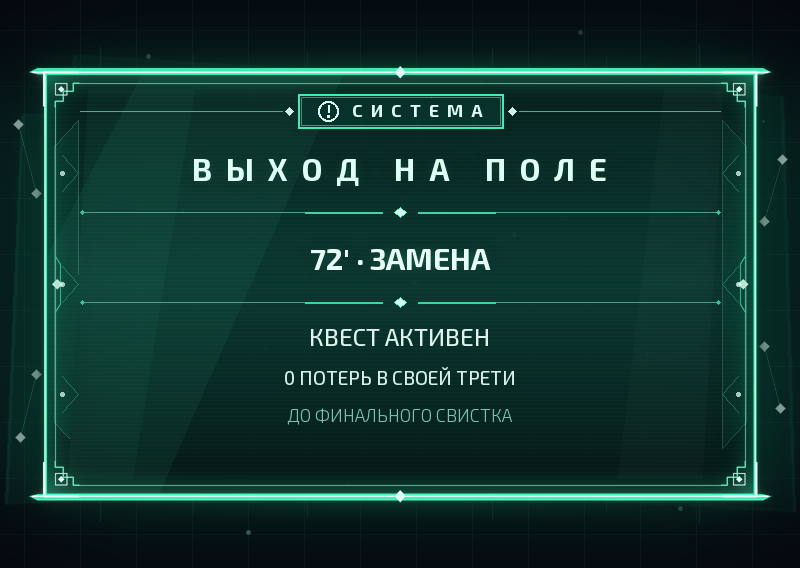 СИСТЕМА
ВЫХОД НА ПОЛЕ
72' · ЗАМЕНА
КВЕСТ АКТИВЕН
0 ПОТЕРЬ В СВОЕЙ ТРЕТИ
ДО ФИНАЛЬНОГО СВИСТКА